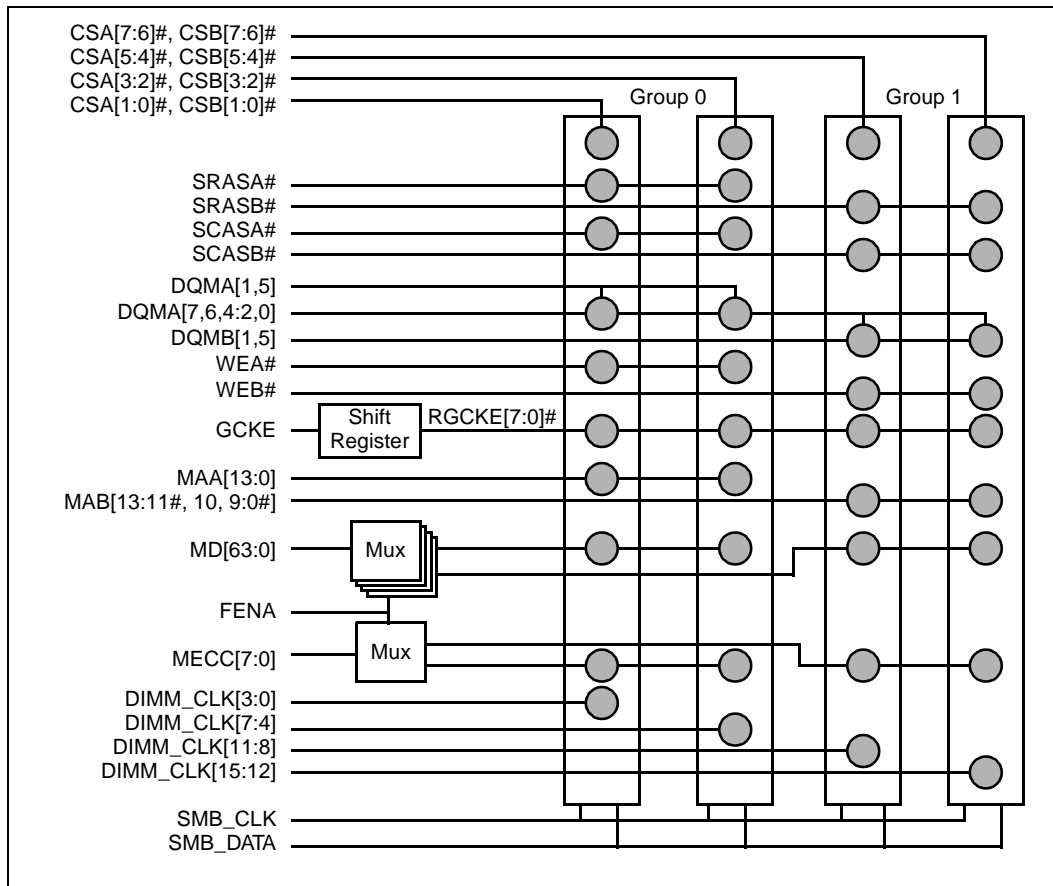 CSA[7:6]#, CSB[7:6]#
CSA[5:4]#, CSB[5:4]#
CSA[3:2]#, CSB[3:2]#
CSA[1:0]#, CSB[1:0]#
Group 0
Group 1
SRASA#
SRASB#
SCASA#
SCASB#
DQMA[1,5]
DQMA[7,6,4:2,0]
DQMB[1,5]
WEA#
WEB#
GCKE
Shift
Register
RGCKE[7:0]#
MAA[13:0]
MAB[13:11#, 10, 9:0#]
MD[63:0]
Mux
FENA
MECC[7:0]
Mux
DIMM_CLK[3:0]
DIMM_CLK[7:4]
DIMM_CLK[11:8]
DIMM_CLK[15:12]
SMB_CLK
SMB_DATA